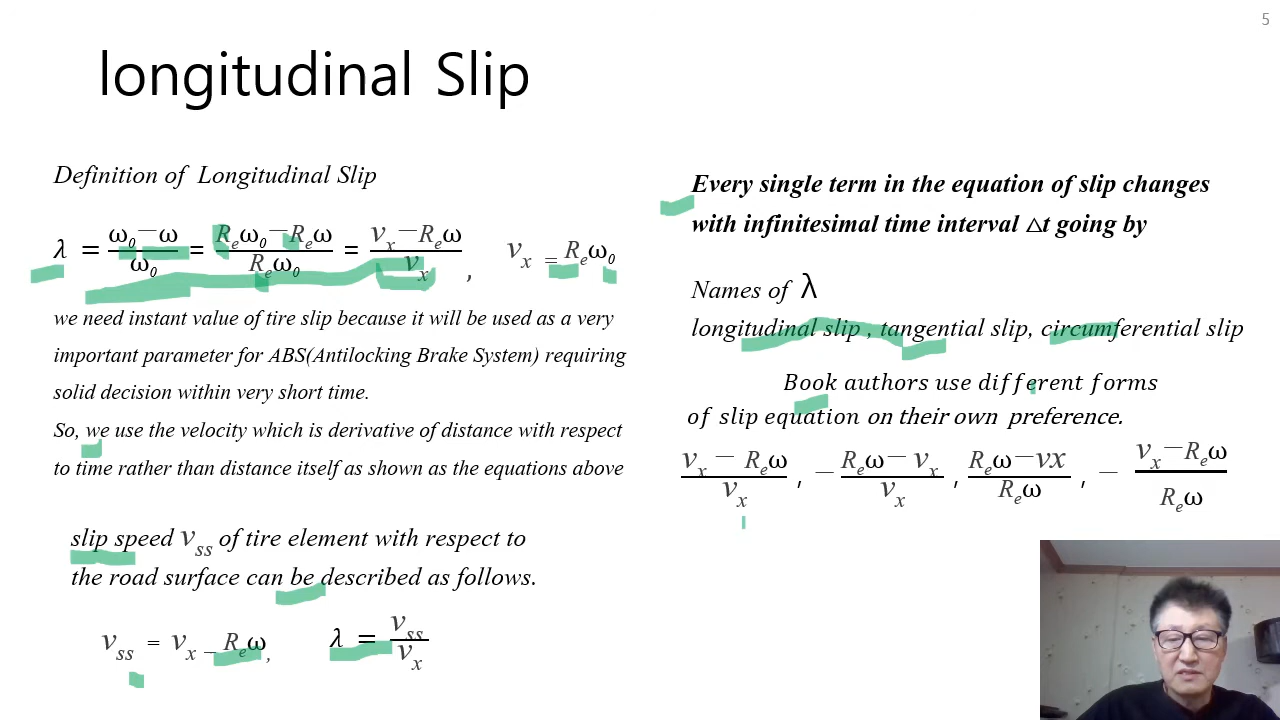 5
longitudinal Slip
Definition of Longitudinal Slip
λ = (ω₀−ω)/ω₀ = (Rₑω₀−Rₑω)/(Rₑω₀) = (vₓ−Rₑω)/vₓ , vₓ = Rₑω₀
we need instant value of tire slip because it will be used as a very
important parameter for ABS(Antilocking Brake System) requiring
solid decision within very short time.
So, we use the velocity which is derivative of distance with respect
to time rather than distance itself as shown as the equations above
slip speed v_ss of tire element with respect to
the road surface can be described as follows.
v_ss = vₓ − Rₑω, λ = v_ss/vₓ
Every single term in the equation of slip changes
with infinitesimal time interval △t going by
Names of λ
longitudinal slip , tangential slip, circumferential slip
Book authors use different forms
of slip equation on their own preference.
(vₓ − Rₑω)/vₓ , −(Rₑω− vₓ)/vₓ , (Rₑω−vx)/(Rₑω) , − (vₓ−Rₑω)/(Rₑω)